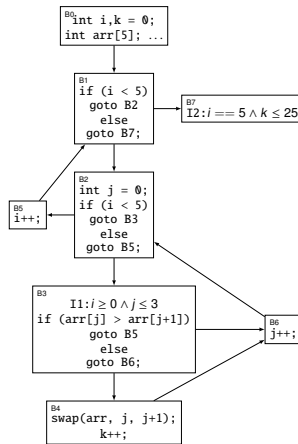 B0
int i,k = 0;
int arr[5]; ...
B1
if (i < 5)
goto B2
else
goto B7;
B7
I2: i == 5 ∧ k ≤ 25
B2
int j = 0;
if (i < 5)
goto B3
else
goto B5;
B5
i++;
B3
I1: i ≥ 0 ∧ j ≤ 3
if (arr[j] > arr[j+1])
goto B5
else
goto B6;
B6
j++;
B4
swap(arr, j, j+1);
k++;